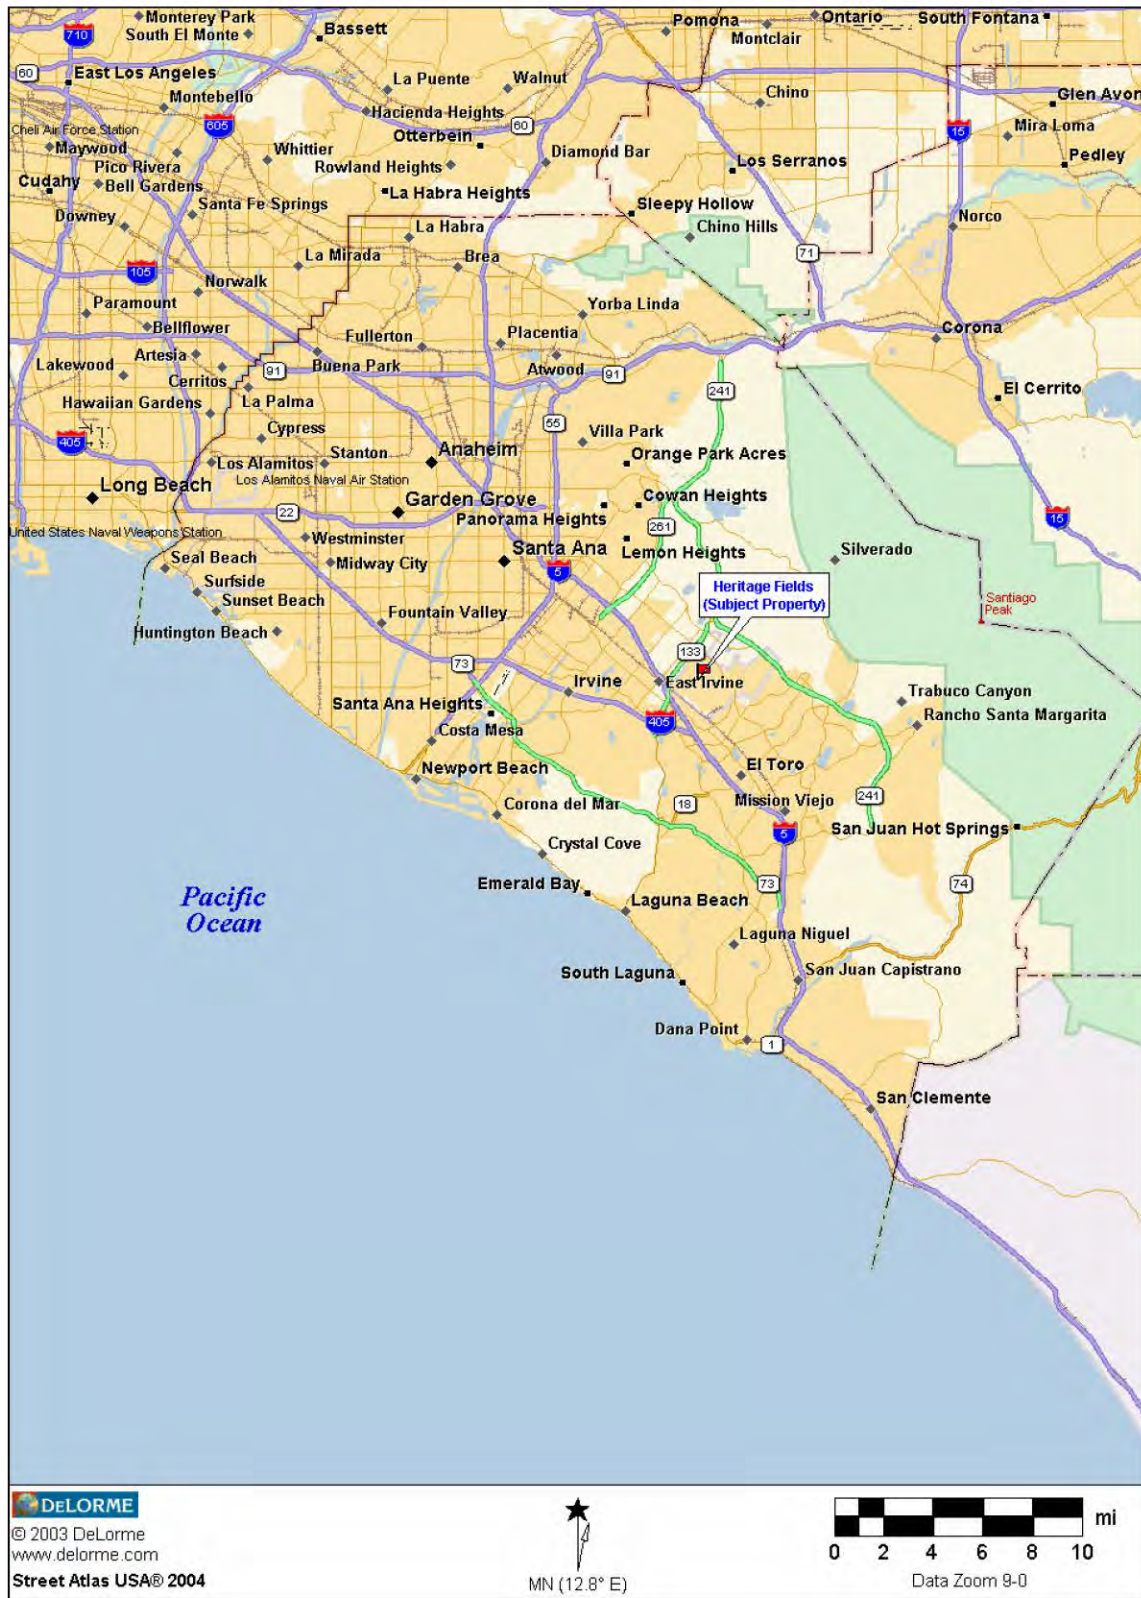 Monterey Park
Pomona
Ontario
South Fontana
710
South El Monte
Bassett
Montclair
60
East Los Angeles
La Puente
Walnut
Chino
Glen Avon
Montebello
605
Hacienda Heights
60
15
Mira Loma
Cheli Air Force Station
Maywood
Otterbein
Pico Rivera
Whittier
Rowland Heights
Diamond Bar
Los Serranos
Pedley
Cudahy
Bell Gardens
La Habra Heights
Downey
Santa Fe Springs
Sleepy Hollow
Norco
La Habra
Chino Hills
71
105
La Mirada
Brea
Norwalk
Paramount
Yorba Linda
Bellflower
Fullerton
Placentia
Corona
Lakewood
Artesia
Buena Park
Atwood
91
91
Cerritos
241
El Cerrito
Hawaiian Gardens
La Palma
55
405
Cypress
Villa Park
Anaheim
Stanton
Orange Park Acres
Los Alamitos
Los Alamitos Naval Air Station
Long Beach
Garden Grove
Cowan Heights
22
Panorama Heights
261
15
United States Naval Weapons Station
Westminster
Santa Ana
Lemon Heights
Silverado
Seal Beach
Midway City
5
Surfside
Heritage Fields
(Subject Property)
Sunset Beach
Fountain Valley
Santiago
Peak
Huntington Beach
133
73
Irvine
East Irvine
Trabuco Canyon
Santa Ana Heights
405
Rancho Santa Margarita
Costa Mesa
Newport Beach
El Toro
Corona del Mar
18
Mission Viejo
241
San Juan Hot Springs
5
Crystal Cove
Emerald Bay
73
74
Pacific
Ocean
Laguna Beach
Laguna Niguel
South Laguna
San Juan Capistrano
Dana Point
1
San Clemente
DELORME
© 2003 DeLorme
www.delorme.com
Street Atlas USA® 2004
MN (12.8° E)
mi
0 2 4 6 8 10
Data Zoom 9-0